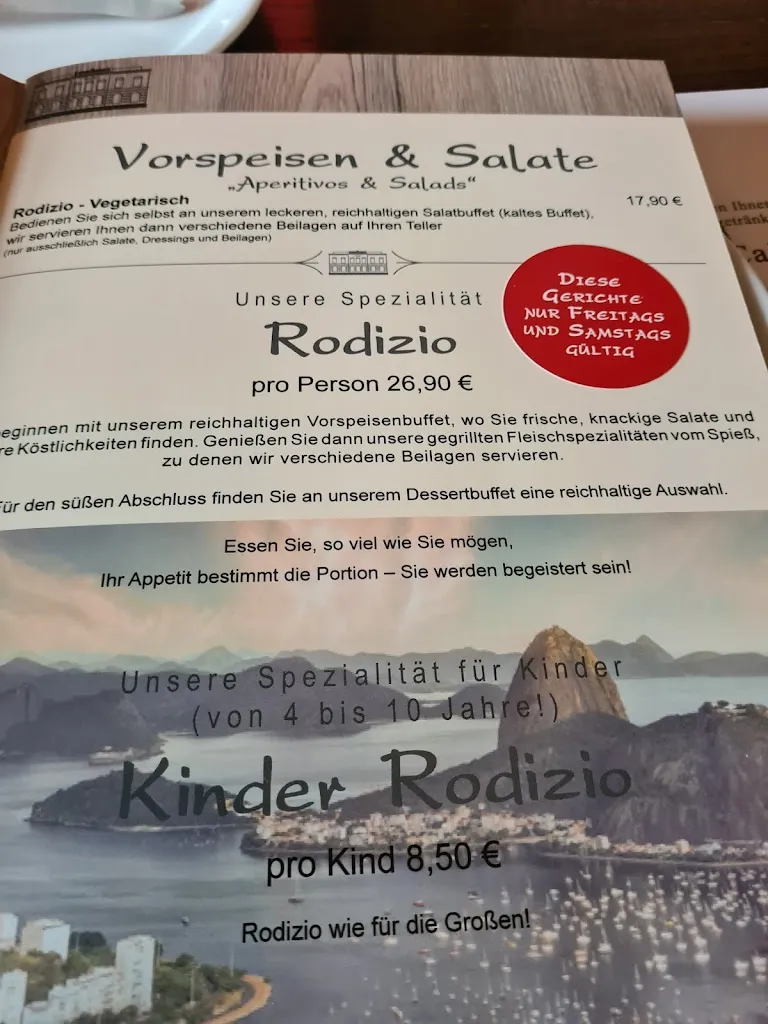 Vorspeisen & Salate
„Aperitivos & Salads“
Rodizio - Vegetarisch
17,90 €
Bedienen Sie sich selbst an unserem leckeren, reichhaltigen Salatbuffet (kaltes Buffet),
wir servieren Ihnen dann verschiedene Beilagen auf Ihren Teller
(nur ausschließlich Salate, Dressings und Beilagen)
Unsere Spezialität
Rodizio
pro Person 26,90 €
DIESE
GERICHTE
NUR FREITAGS
UND SAMSTAGS
GÜLTIG
eginnen mit unserem reichhaltigen Vorspeisenbuffet, wo Sie frische, knackige Salate und
re Köstlichkeiten finden. Genießen Sie dann unsere gegrillten Fleischspezialitäten vom Spieß,
zu denen wir verschiedene Beilagen servieren.
Für den süßen Abschluss finden Sie an unserem Dessertbuffet eine reichhaltige Auswahl.
Essen Sie, so viel wie Sie mögen,
Ihr Appetit bestimmt die Portion – Sie werden begeistert sein!
Unsere Spezialität für Kinder
(von 4 bis 10 Jahre!)
Kinder Rodizio
pro Kind 8,50 €
Rodizio wie für die Großen!